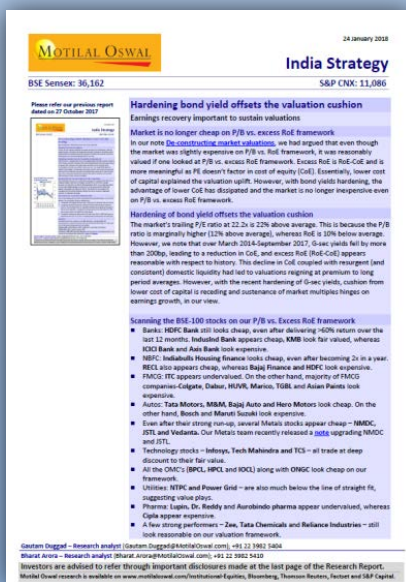 24 January 2018
MOTILAL OSWAL
India Strategy
BSE Sensex: 36,162
S&P CNX: 11,086
Please refer our previous report
dated on 27 October 2017
Hardening bond yield offsets the valuation cushion
Earnings recovery important to sustain valuations
Market is no longer cheap on P/B vs. excess RoE framework
In our note De-constructing market valuations, we had argued that even though
the market was slightly expensive on P/B vs. RoE framework, it was reasonably
valued if one looked at P/B vs. excess RoE framework. Excess RoE is RoE-CoE and is
more meaningful as PE doesn't factor in cost of equity (CoE). Essentially, lower cost
of capital explained the valuation uplift. However, with bond yields hardening, the
advantage of lower CoE has dissipated and the market is no longer inexpensive even
on P/B vs. excess RoE framework.
Hardening of bond yield offsets the valuation cushion
The market's trailing P/E ratio at 22.2x is 22% above average. This is because the P/B
ratio is marginally higher (12% above average), whereas RoE is 10% below average.
However, we note that over March 2014-September 2017, G-sec yields fell by more
than 200bp, leading to a reduction in CoE, and excess RoE (RoE-CoE) appears
reasonable with respect to history. This decline in CoE coupled with resurgent (and
consistent) domestic liquidity had led to valuations reigning at premium to long
period averages. However, with the recent hardening of G-sec yields, cushion from
lower cost of capital is receding and sustenance of market multiples hinges on
earnings growth, in our view.
Scanning the BSE-100 stocks on our P/B vs. Excess RoE framework
Banks: HDFC Bank still looks cheap, even after delivering >60% return over the
last 12 months. IndusInd Bank appears cheap, KMB look fair valued, whereas
ICICI Bank and Axis Bank look expensive.
NBFC: Indiabulls Housing finance looks cheap, even after becoming 2x in a year.
RECL also appears cheap, whereas Bajaj Finance and HDFC look expensive.
FMCG: ITC appears undervalued. On the other hand, majority of FMCG
companies-Colgate, Dabur, HUVR, Marico, TGBL and Asian Paints look
expensive.
Autos: Tata Motors, M&M, Bajaj Auto and Hero Motors look cheap. On the
other hand, Bosch and Maruti Suzuki look expensive.
Even after their strong run-up, several Metals stocks appear cheap – NMDC,
JSTL and Vedanta. Our Metals team recently released a note upgrading NMDC
and JSTL.
Technology stocks – Infosys, Tech Mahindra and TCS – all trade at deep
discount to their fair value.
All the OMC's (BPCL, HPCL and IOCL) along with ONGC look cheap on our
framework.
Utilities: NTPC and Power Grid – are also much below the line of straight fit,
suggesting value plays.
Pharma: Lupin, Dr. Reddy and Aurobindo pharma appear undervalued, whereas
Cipla appear expensive.
A few strong performers – Zee, Tata Chemicals and Reliance Industries – still
look reasonable on our valuation framework.
Gautam Duggad – Research analyst (Gautam.Duggad@MotilalOswal.com); +91 22 3982 5404
Bharat Arora – Research analyst (Bharat.Arora@MotilalOswal.com); +91 22 3982 5410
Investors are advised to refer through important disclosures made at the last page of the Research Report.
Motilal Oswal research is available on www.motilaloswal.com/Institutional-Equities, Bloomberg, Thomson Reuters, Factset and S&P Capital.